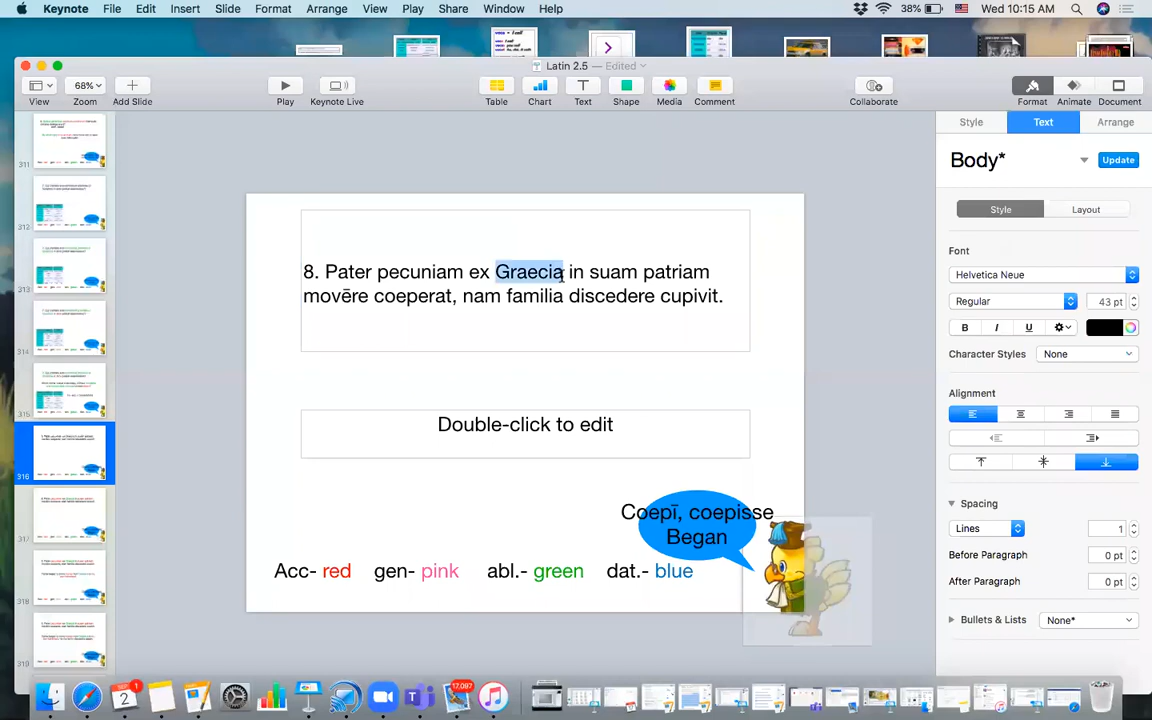 Keynote File Edit Insert Slide Format Arrange View Play Share Window Help
38% Wed 10:15 AM
Latin 2.5 — Edited
68%
View Zoom Add Slide Play Keynote Live Table Chart Text Shape Media Comment Collaborate Format Animate Document
Style Text Arrange
Body* Update
Style Layout
Font
Helvetica Neue
Regular 43 pt
B I U
Character Styles None
Alignment
Spacing
Lines 1
Before Paragraph 0 pt
After Paragraph 0 pt
Bullets & Lists None*
311
312
313
314
315
316
317
318
319
8. Pater pecuniam ex Graecia in suam patriam
movēre coeperat, nam familia discedere cupivit.
Double-click to edit
Coepī, coepisse
Began
Acc- red gen- pink abl.- green dat.- blue
2
1
17,097